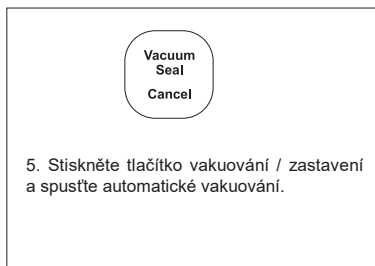 Vacuum
Seal
Cancel
5. Stiskněte tlačítko vakuování / zastavení
a spusťte automatické vakuování.